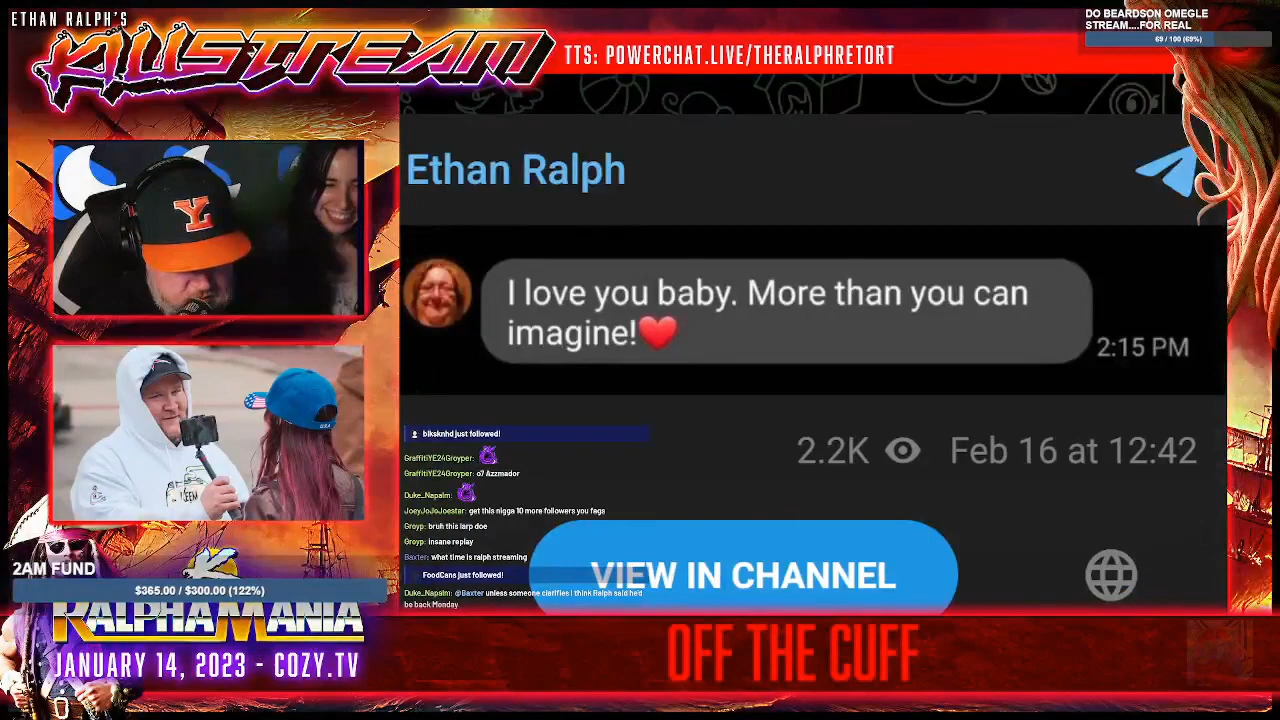 ETHAN RALPH'S
KILLSTREAM
TTS: POWERCHAT.LIVE/THERALPHRETORT
DO BEARDSON OMEGLE
STREAM....FOR REAL
69 / 100 (69%)
Ethan Ralph
I love you baby. More than you can
imagine!❤️
2:15 PM
2.2K
Feb 16 at 12:42
blksknhd just followed!
GraffitiYE24Groyper:
GraffitiYE24Groyper: o7 Azzmador
Duke_Napalm:
JoeyJoJoJoestar: get this nigga 10 more followers you fags
Groyp: bruh this larp doe
Groyp: insane replay
Baxter: what time is ralph streaming
FoodCans just followed!
Duke_Napalm: @Baxter unless someone clarifies I think Ralph said he'd
be back Monday
VIEW IN CHANNEL
2AM FUND
$365.00 / $300.00 (122%)
RALPHAMANIA
JANUARY 14, 2023 - COZY.TV
OFF THE CUFF
Y
USA